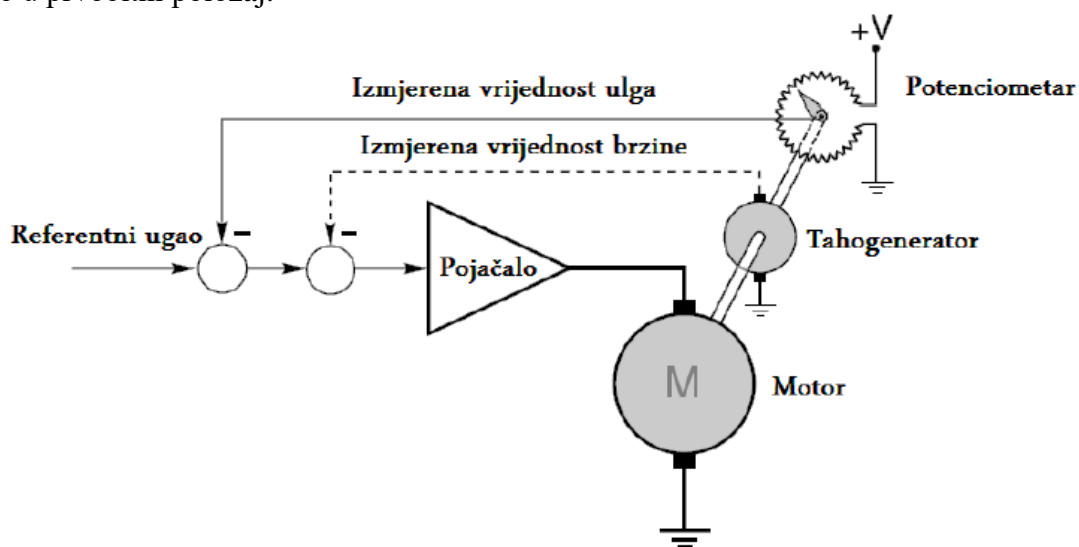 +V
Izmjerena vrijednost ulga
Potenciometar
Izmjerena vrijednost brzine
Referentni ugao
Tahogenerator
Pojačalo
M
Motor